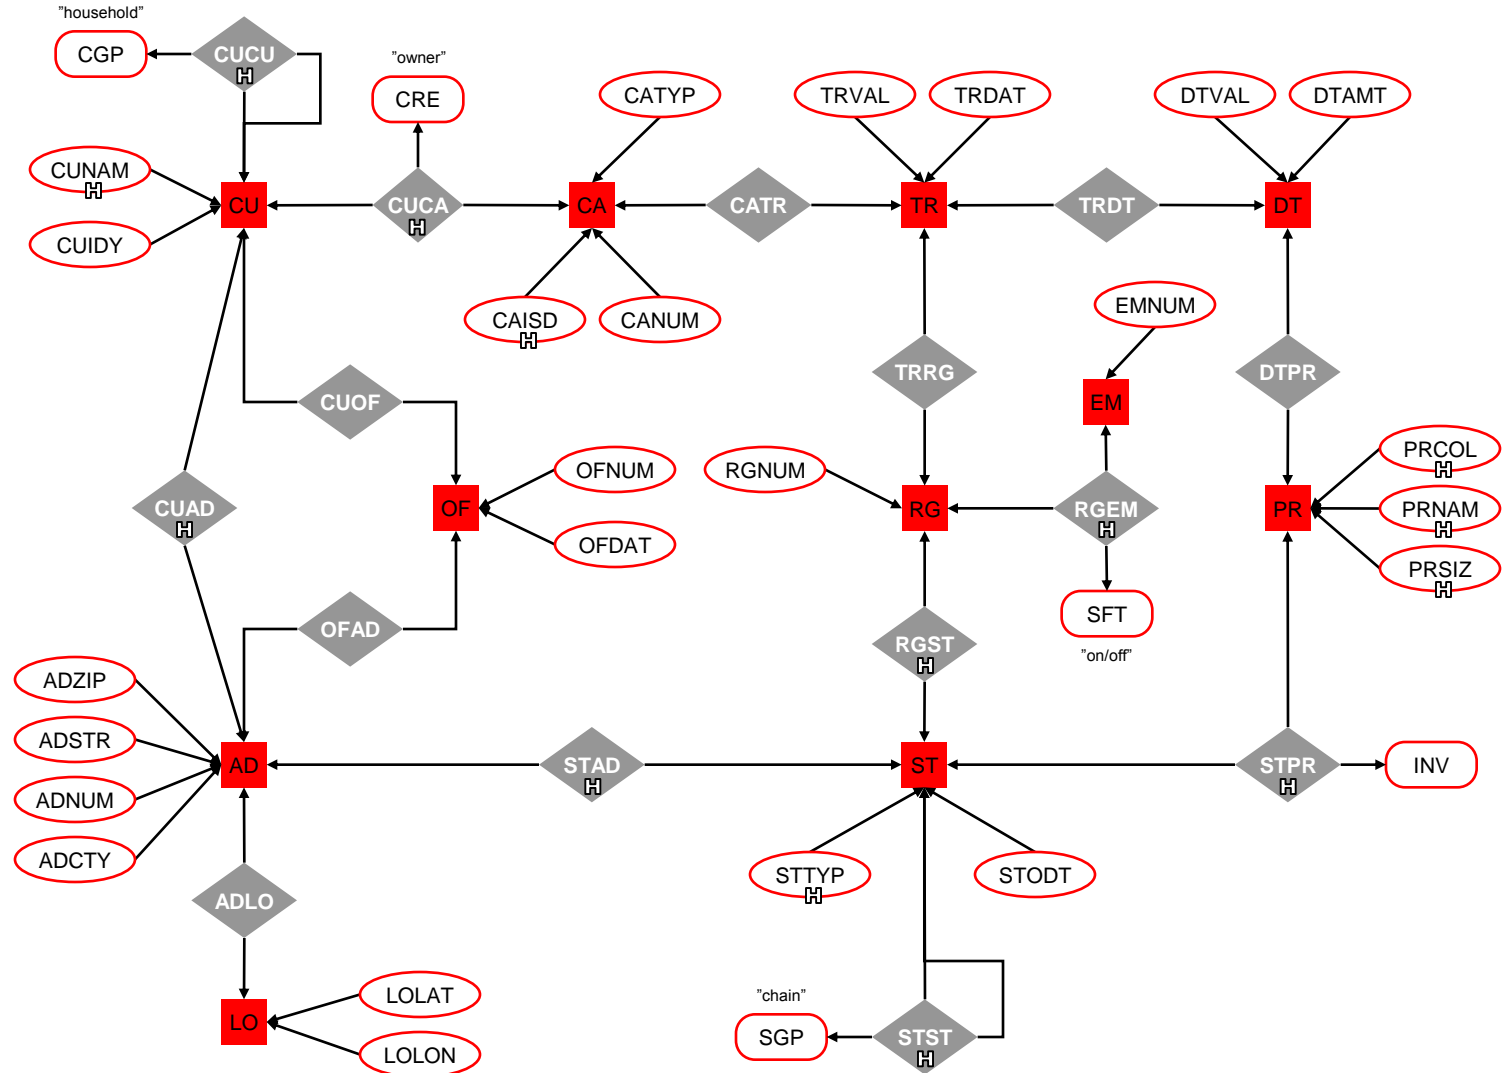 "household"
CGP
CUCU
H
"owner"
CRE
CATYP
TRVAL
TRDAT
DTVAL
DTAMT
CUNAM
H
CU
CUCA
H
CA
CATR
TR
TRDT
DT
CUIDY
CAISD
H
CANUM
EMNUM
CUOF
TRRG
EM
DTPR
RGNUM
OFNUM
PRCOL
H
CUAD
H
OF
RG
RGEM
H
PR
PRNAM
H
OFDAT
PRSIZ
H
SFT
"on/off"
OFAD
RGST
H
ADZIP
ADSTR
AD
STAD
H
ST
STPR
H
INV
ADNUM
ADCTY
STTYP
H
STODT
ADLO
LOLAT
LO
"chain"
SGP
STST
H
LOLON